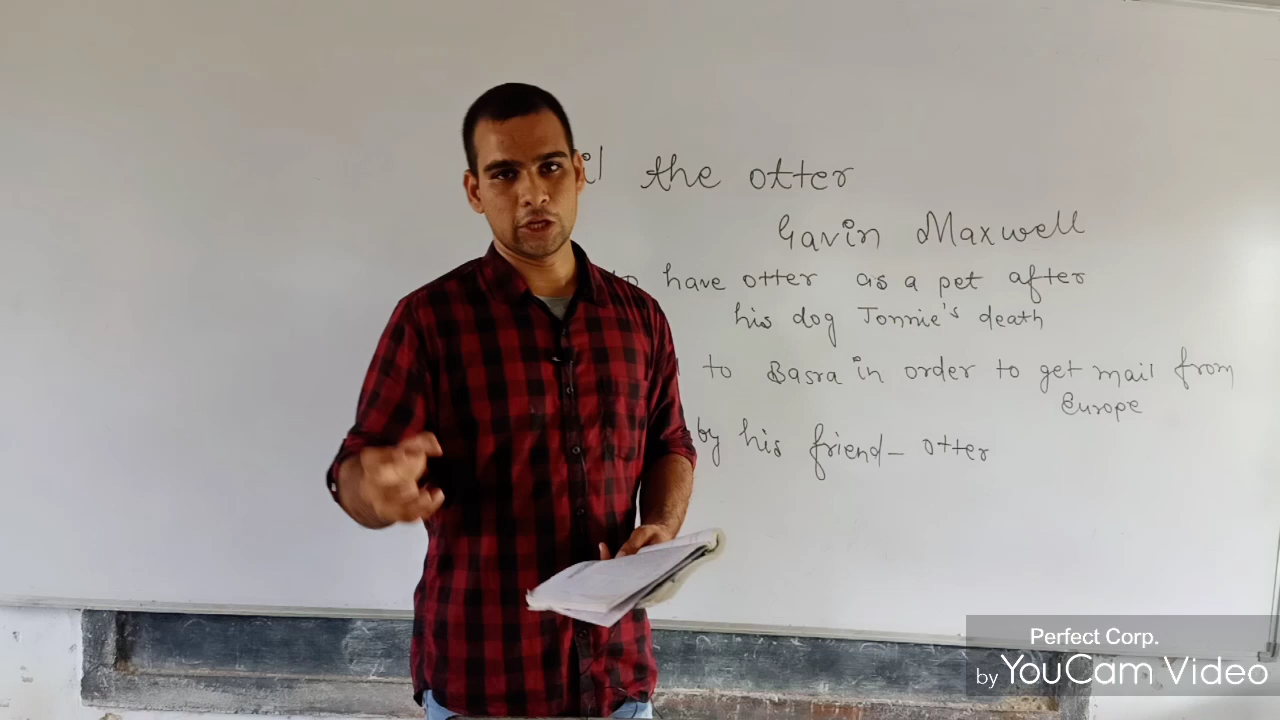 the otter
Gavin Maxwell
to have otter as a pet after
his dog Jonnie's death
to Basra in order to get mail from
Europe
by his friend - otter
Perfect Corp.
by YouCam Video